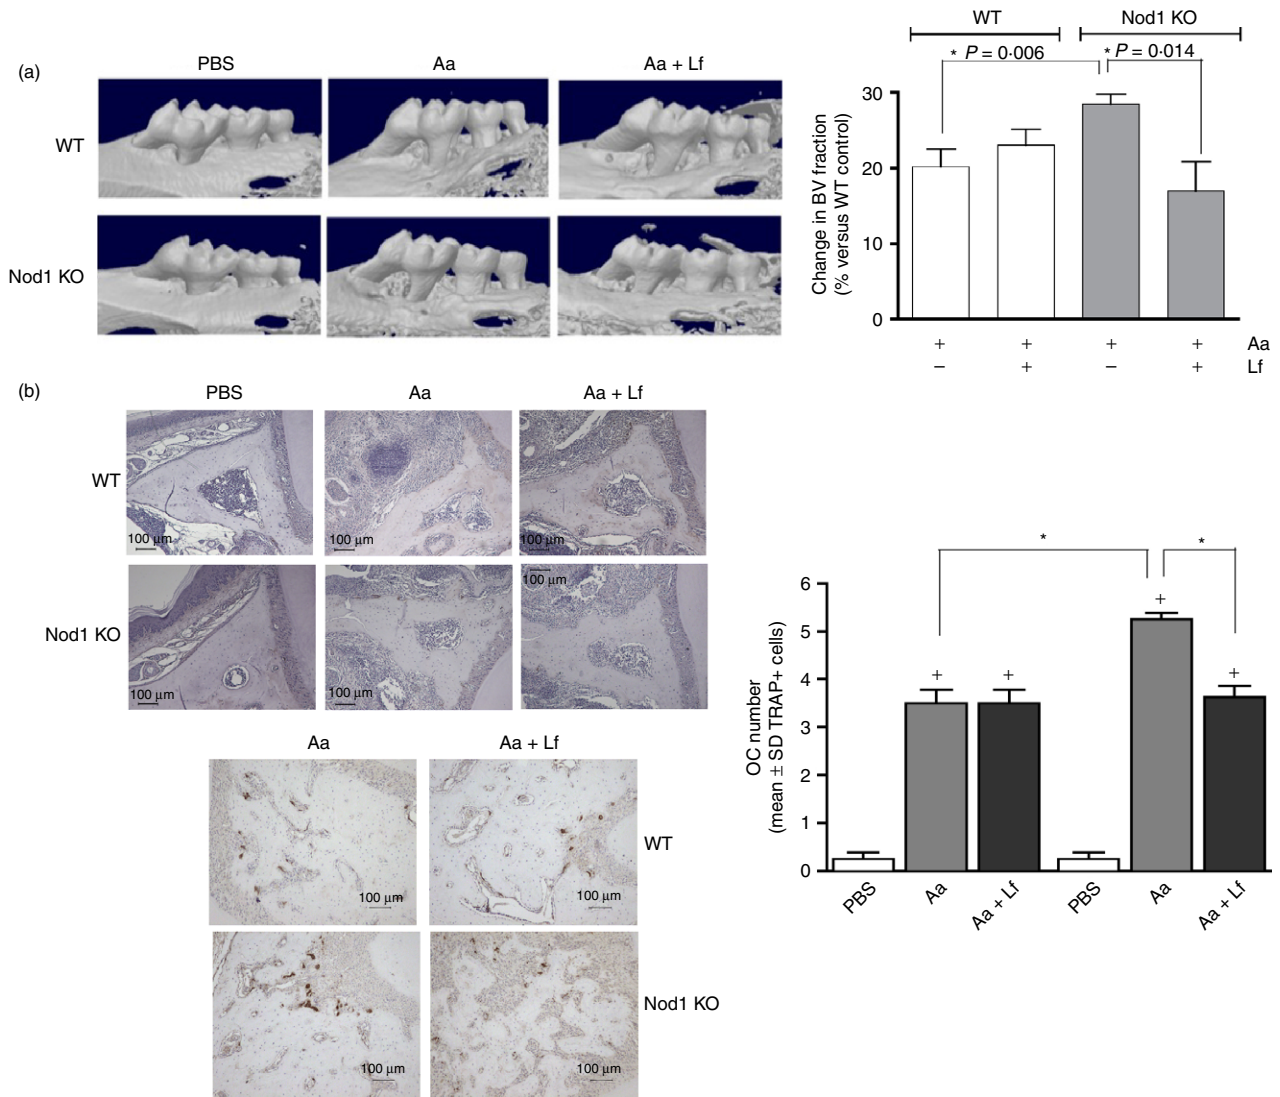 (a)
PBS
Aa
Aa + Lf
WT
Nod1 KO
WT
Nod1 KO
* P = 0·006
* P = 0·014
Change in BV fraction
(% versus WT control)
30
20
10
0
+ + + + Aa
− + − + Lf
(b)
PBS
Aa
Aa + Lf
WT
100 μm
100 μm
100 μm
Nod1 KO
100 μm
100 μm
100 μm
Aa
Aa + Lf
WT
100 μm
100 μm
Nod1 KO
100 μm
100 μm
OC number
(mean ± SD TRAP+ cells)
6
5
4
3
2
1
0
*
*
+
+
+
+
PBS
Aa
Aa + Lf
PBS
Aa
Aa + Lf